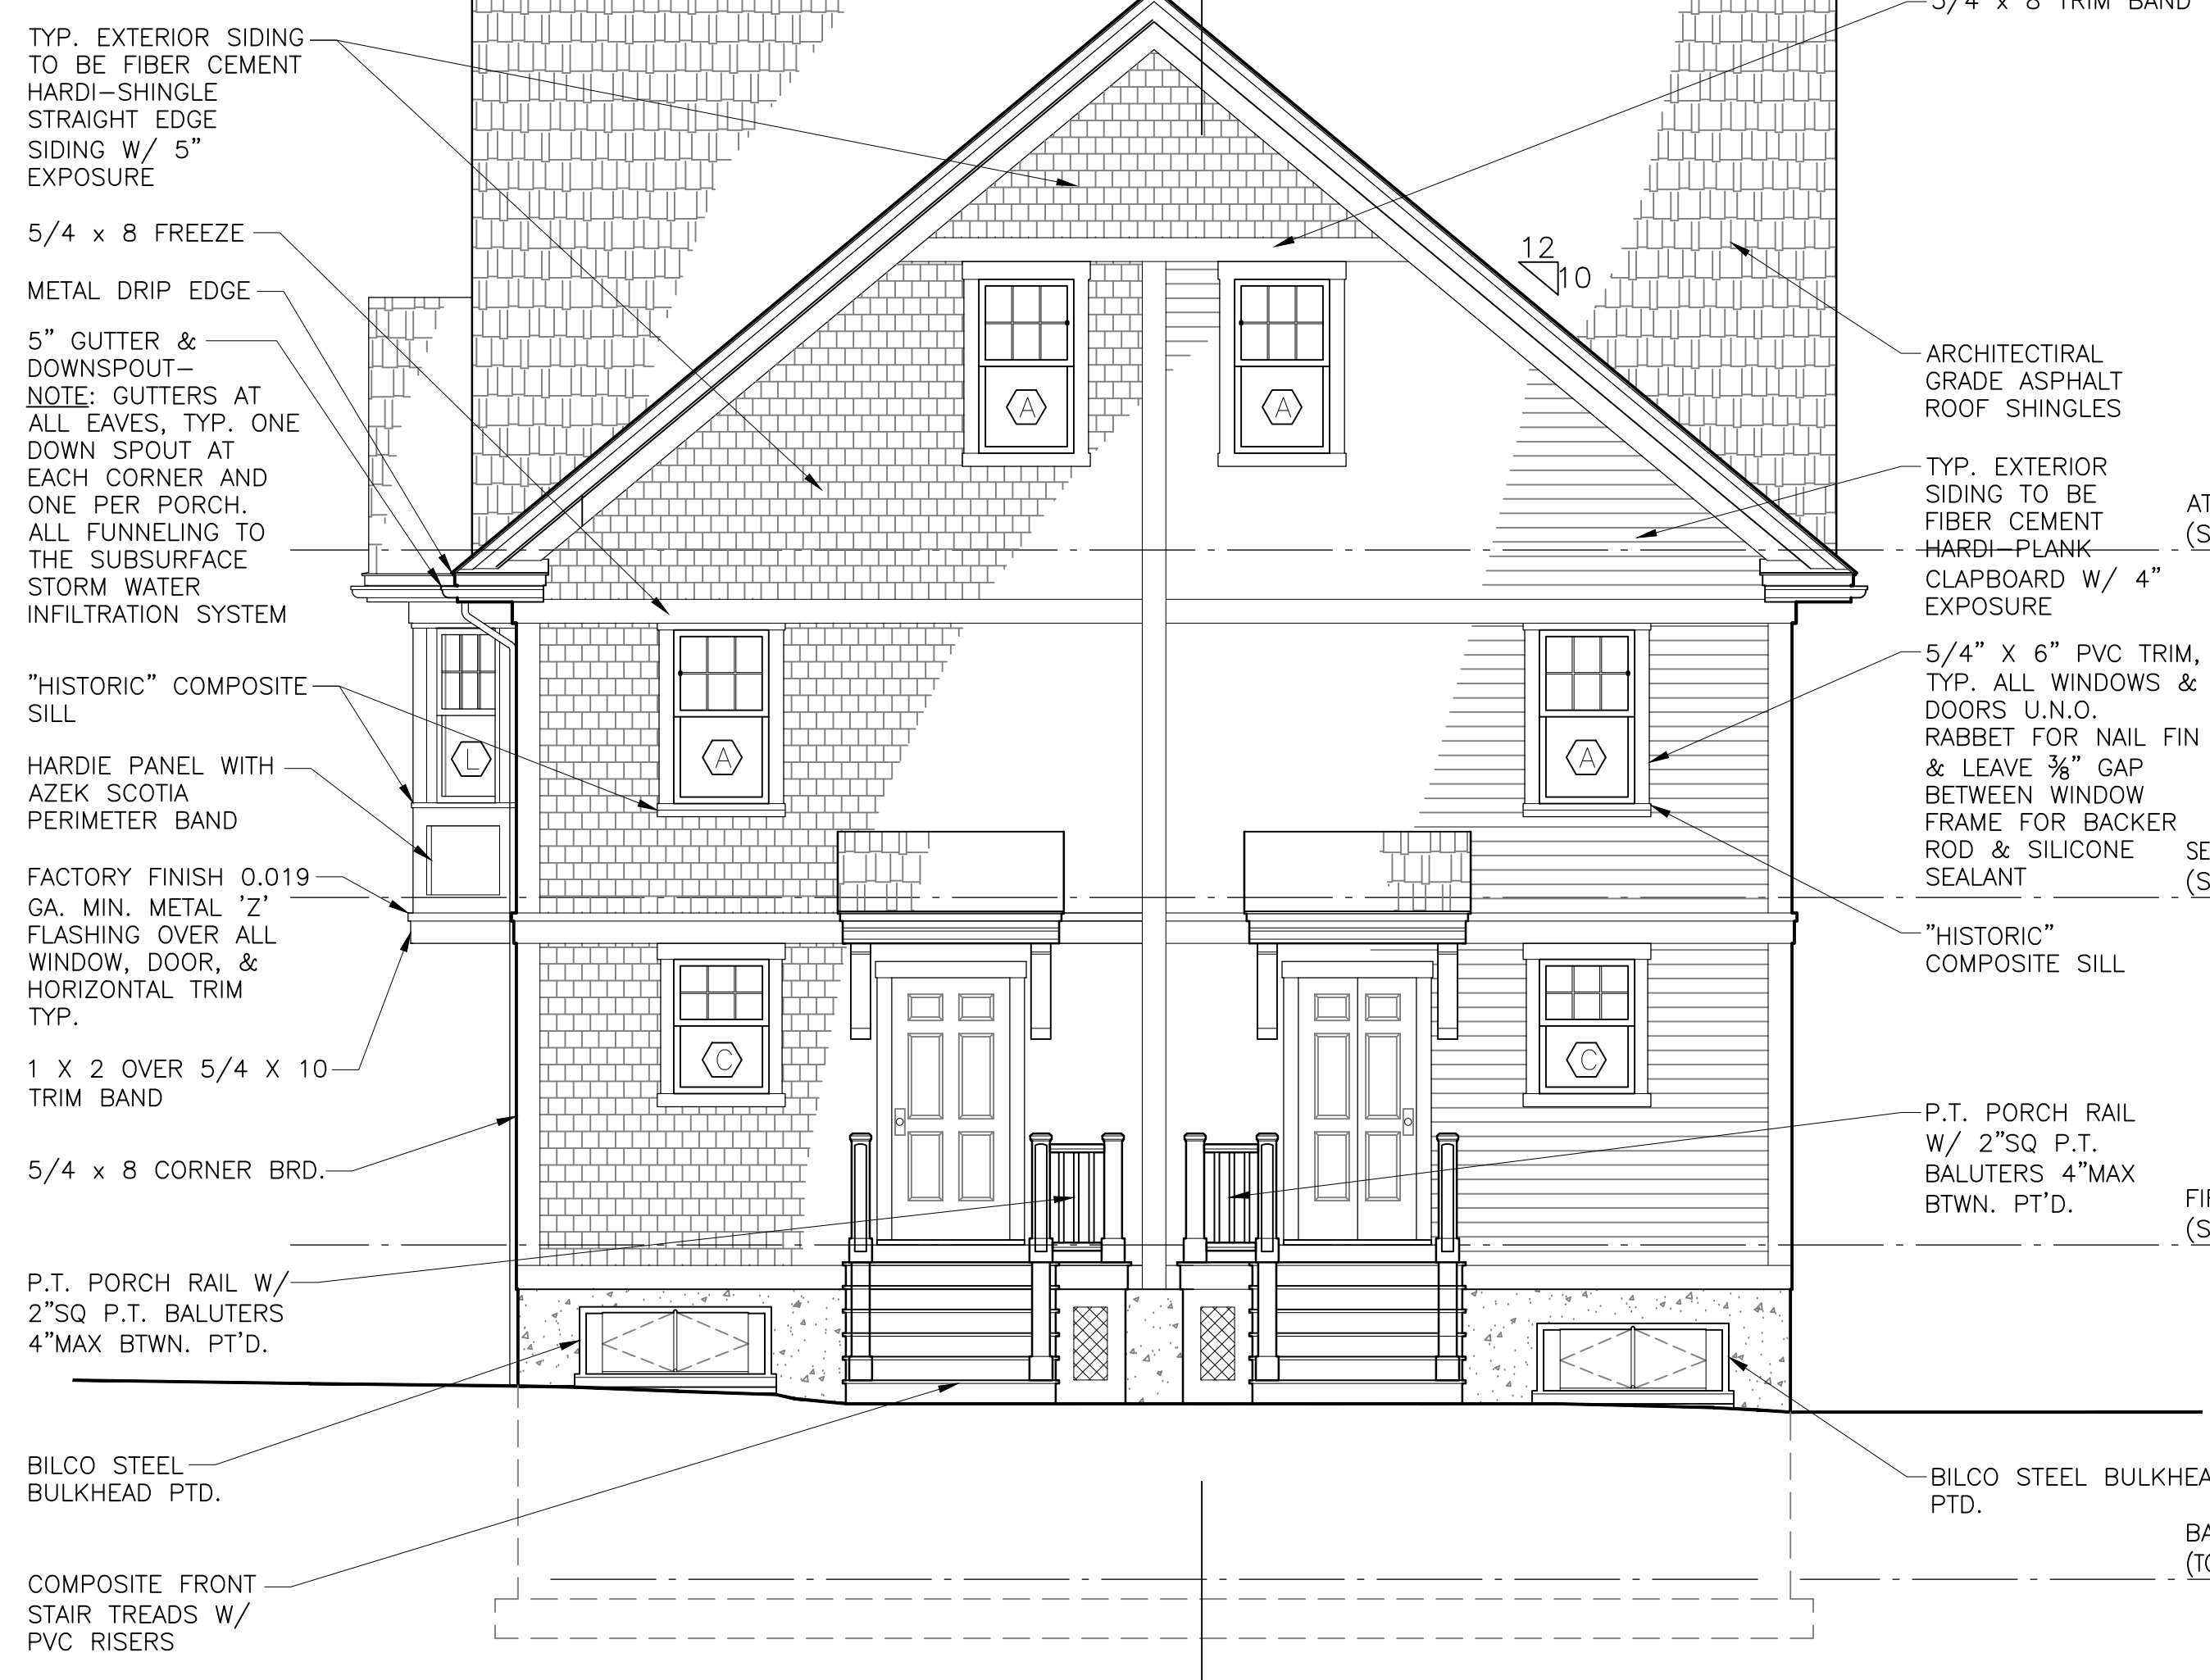 TYP. EXTERIOR SIDING
TO BE FIBER CEMENT
HARDI-SHINGLE
STRAIGHT EDGE
SIDING W/ 5"
EXPOSURE
5/4 x 8 FREEZE
METAL DRIP EDGE
5" GUTTER &
DOWNSPOUT-
NOTE: GUTTERS AT
ALL EAVES, TYP. ONE
DOWN SPOUT AT
EACH CORNER AND
ONE PER PORCH.
ALL FUNNELING TO
THE SUBSURFACE
STORM WATER
INFILTRATION SYSTEM
"HISTORIC" COMPOSITE
SILL
HARDIE PANEL WITH
AZEK SCOTIA
PERIMETER BAND
FACTORY FINISH 0.019
GA. MIN. METAL 'Z'
FLASHING OVER ALL
WINDOW, DOOR, &
HORIZONTAL TRIM
TYP.
1 X 2 OVER 5/4 X 10
TRIM BAND
5/4 x 8 CORNER BRD.
P.T. PORCH RAIL W/
2"SQ P.T. BALUTERS
4"MAX BTWN. PT'D.
BILCO STEEL
BULKHEAD PTD.
COMPOSITE FRONT
STAIR TREADS W/
PVC RISERS
12
10
A
A
L
A
A
C
C
5/4 x 8 TRIM BAND
ARCHITECTIRAL
GRADE ASPHALT
ROOF SHINGLES
TYP. EXTERIOR
SIDING TO BE
FIBER CEMENT
HARDI-PLANK
CLAPBOARD W/ 4"
EXPOSURE
5/4" X 6" PVC TRIM,
TYP. ALL WINDOWS &
DOORS U.N.O.
RABBET FOR NAIL FIN
& LEAVE ⅜" GAP
BETWEEN WINDOW
FRAME FOR BACKER
ROD & SILICONE
SEALANT
"HISTORIC"
COMPOSITE SILL
P.T. PORCH RAIL
W/ 2"SQ P.T.
BALUTERS 4"MAX
BTWN. PT'D.
BILCO STEEL BULKHEA
PTD.
AT
(S
SE
(S
(S
BA
(TO